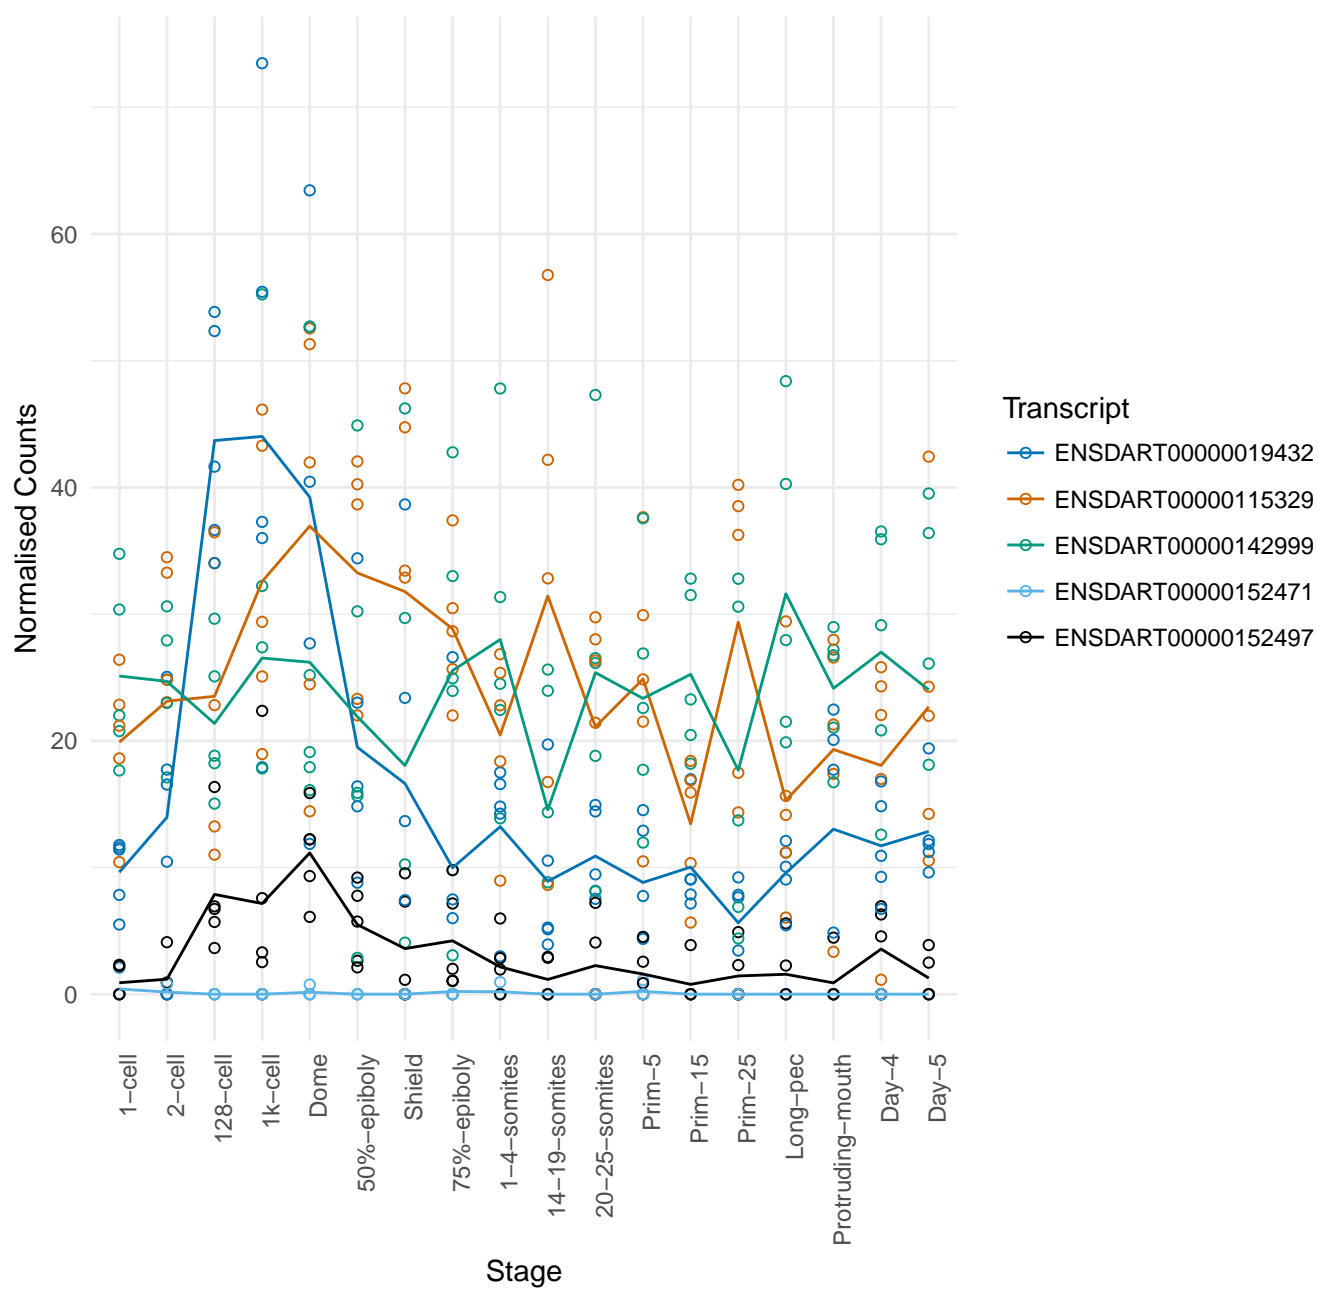 60
40
20
0
Normalised Counts
1−cell
2−cell
128−cell
1k−cell
Dome
50%−epiboly
Shield
75%−epiboly
1−4−somites
14−19−somites
20−25−somites
Prim−5
Prim−15
Prim−25
Long−pec
Protruding−mouth
Day−4
Day−5
Stage
Transcript
ENSDART00000019432
ENSDART00000115329
ENSDART00000142999
ENSDART00000152471
ENSDART00000152497